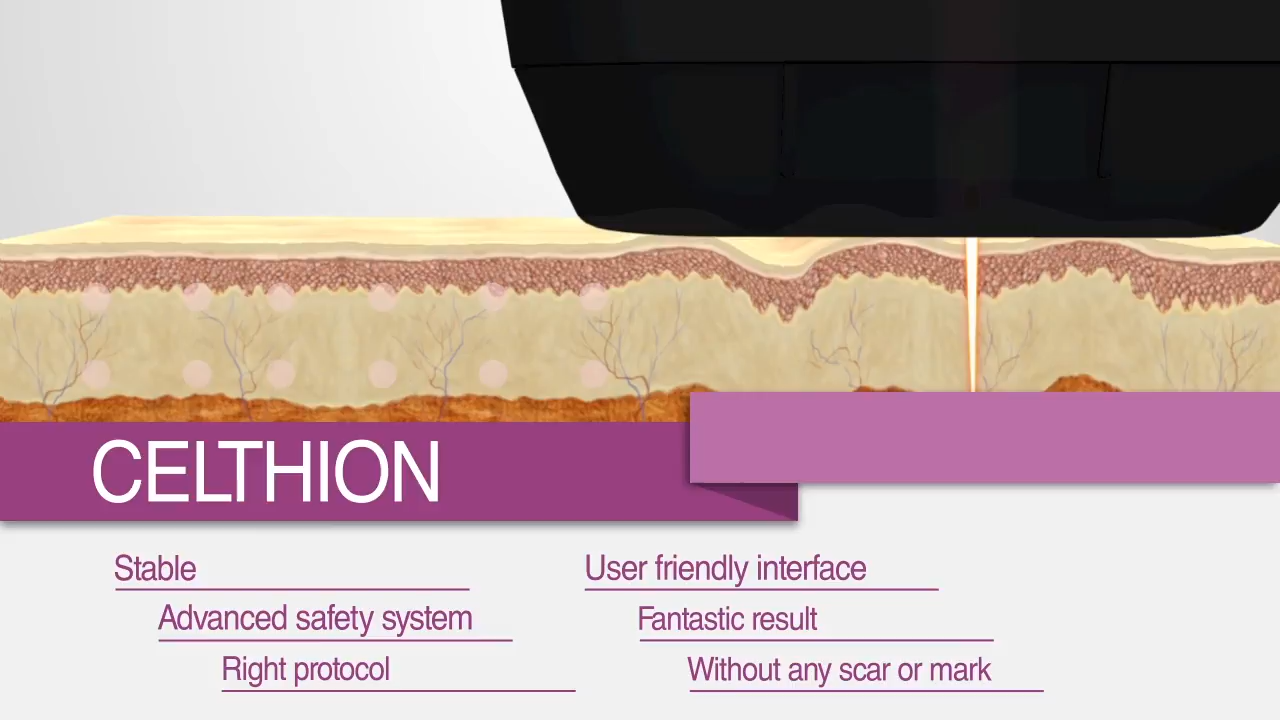 CELTHION
Stable
User friendly interface
Advanced safety system
Fantastic result
Right protocol
Without any scar or mark